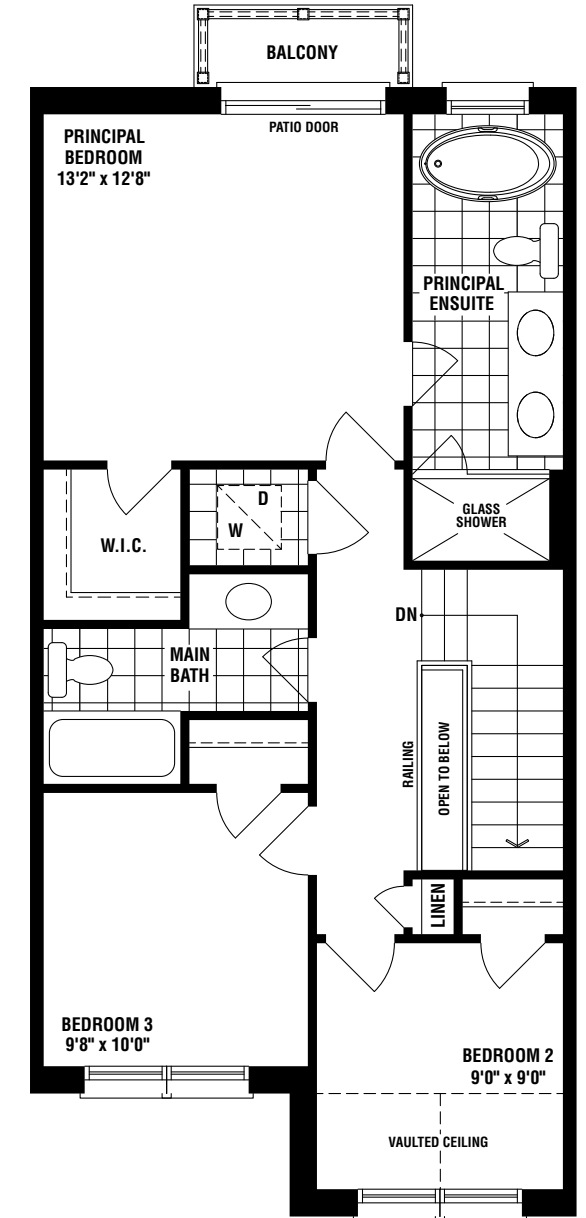 BALCONY
PATIO DOOR
PRINCIPAL
BEDROOM
13'2" x 12'8"
PRINCIPAL
ENSUITE
GLASS
SHOWER
D
W
W.I.C.
DN
MAIN
BATH
RAILING
OPEN TO BELOW
LINEN
BEDROOM 3
9'8" x 10'0"
BEDROOM 2
9'0" x 9'0"
VAULTED CEILING